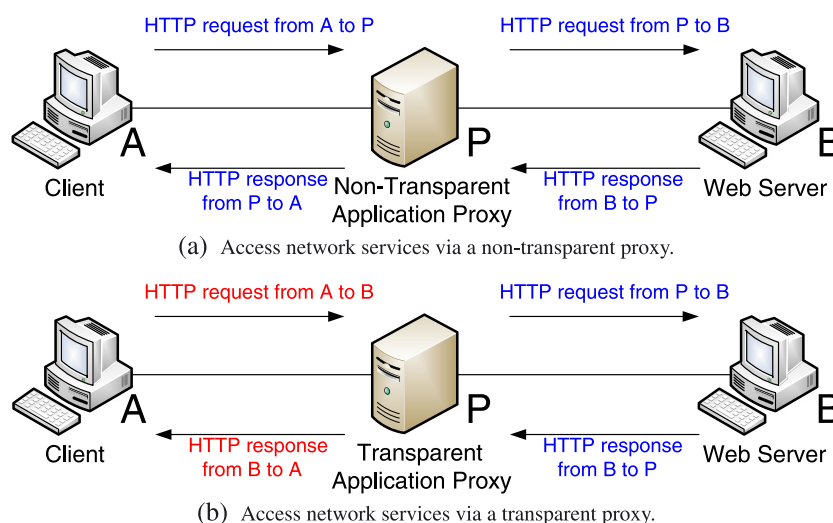 HTTP request from A to P
HTTP request from P to B
A
P
B
Client
HTTP response
from P to A
Non-Transparent
Application Proxy
HTTP response
from B to P
Web Server
(a) Access network services via a non-transparent proxy.
HTTP request from A to B
HTTP request from P to B
A
P
B
Client
HTTP response
from B to A
Transparent
Application Proxy
HTTP response
from B to P
Web Server
(b) Access network services via a transparent proxy.